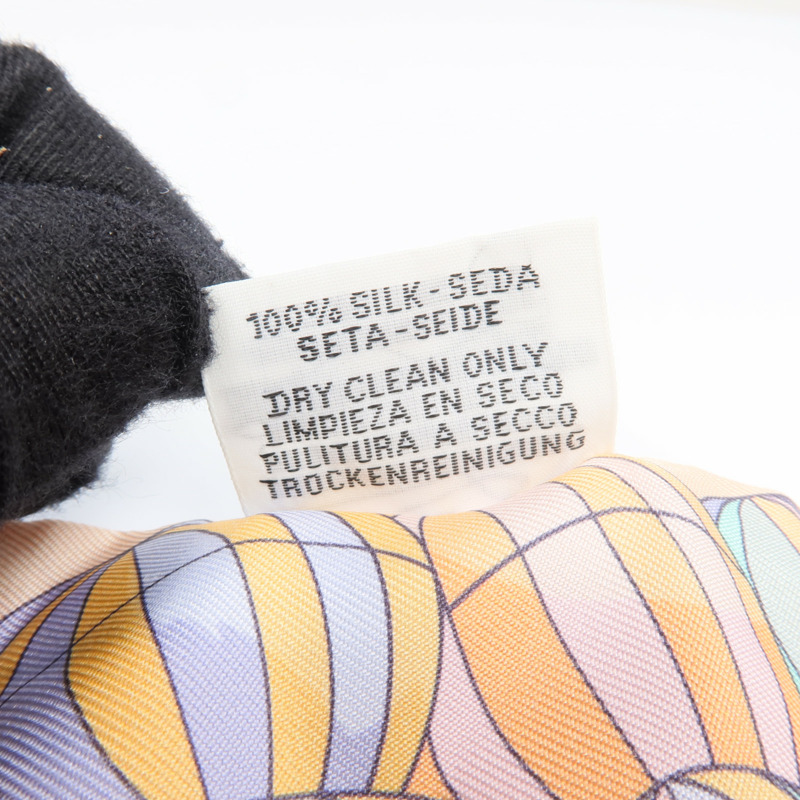 100% SILK-SEDA
SETA-SEIDE
DRY CLEAN ONLY
LIMPIEZA EN SECO
PULITURA A SECCO
TROCKENREINIGUNG